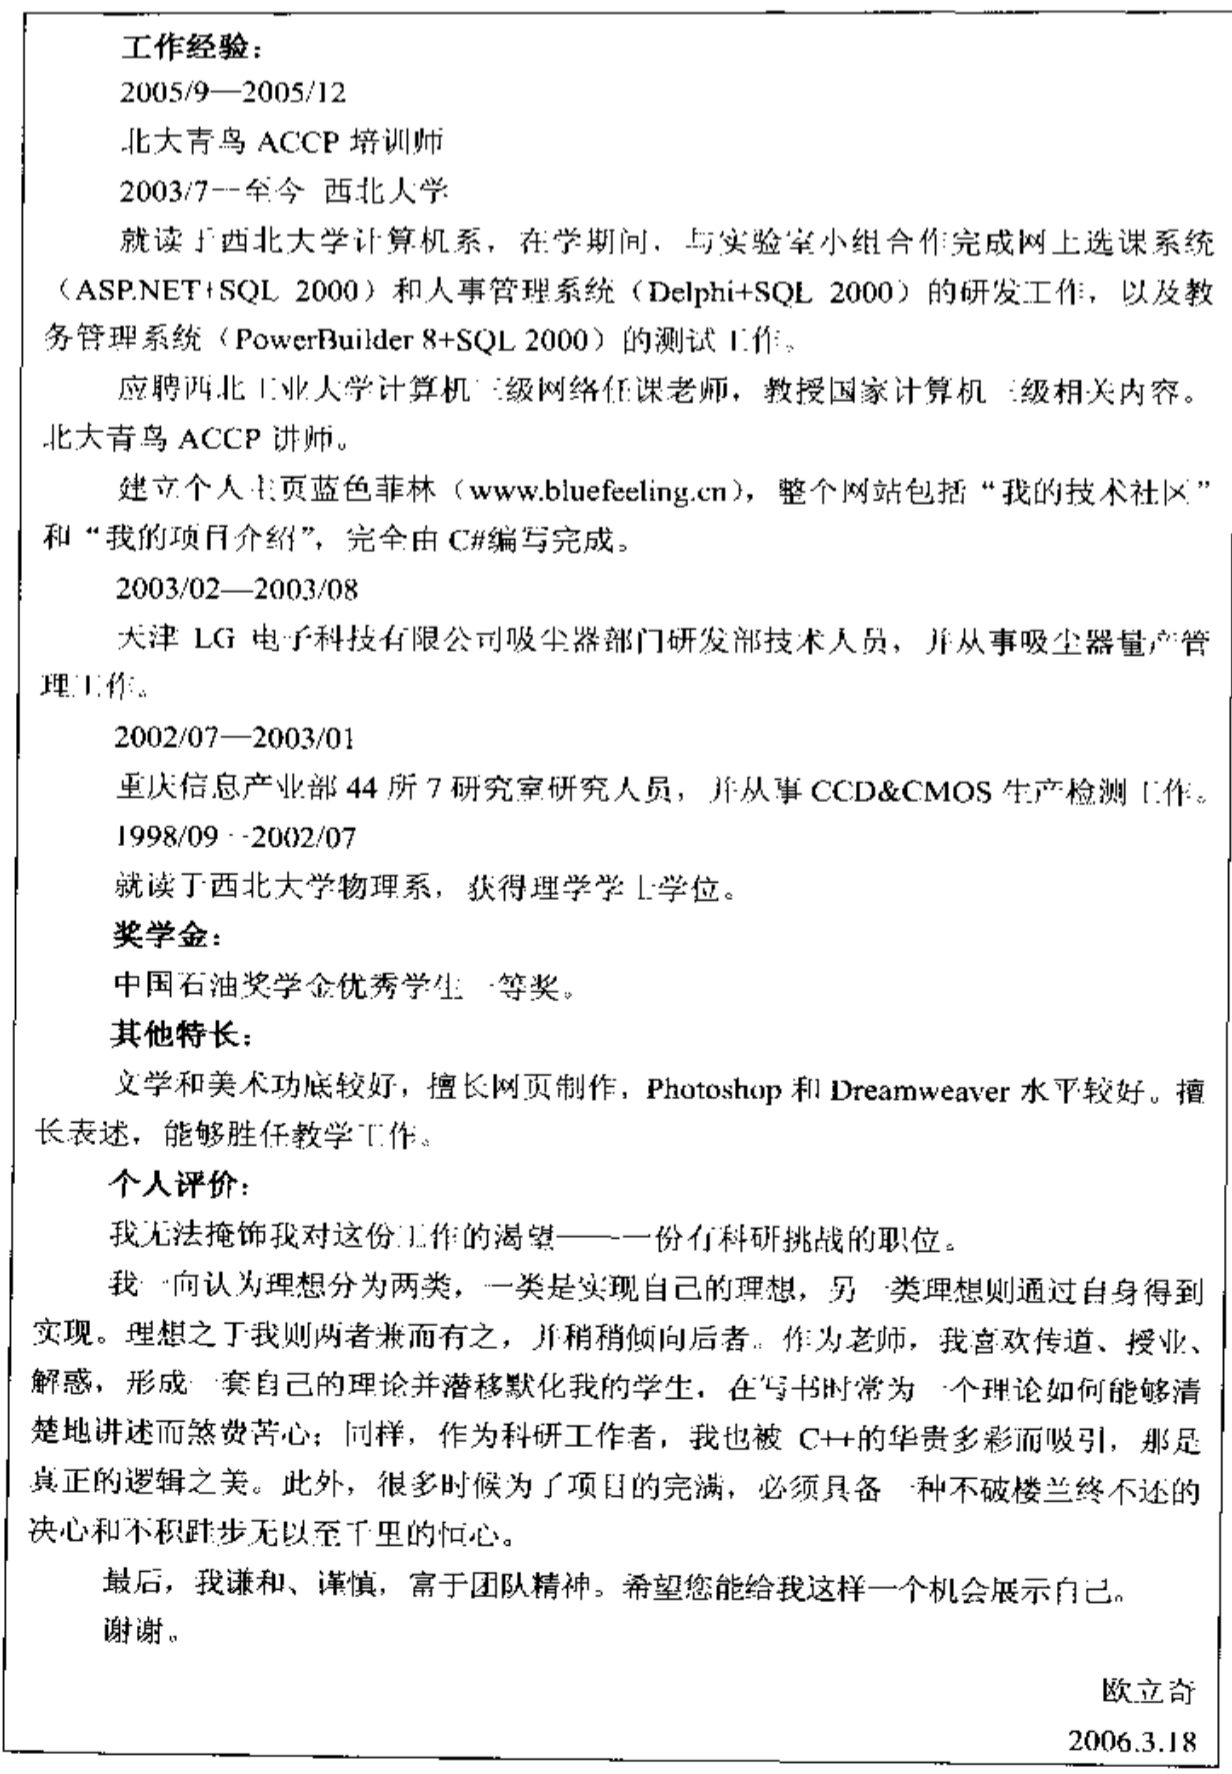 工作经验：
2005/9—2005/12
北大青鸟 ACCP 培训师
2003/7—至今 西北大学
就读于西北大学计算机系，在学期间，与实验室小组合作完成网上选课系统
（ASP.NET+SQL 2000）和人事管理系统（Delphi+SQL 2000）的研发工作，以及教
务管理系统（PowerBuilder 8+SQL 2000）的测试工作。
应聘西北工业大学计算机三级网络任课老师，教授国家计算机三级相关内容。
北大青鸟 ACCP 讲师。
建立个人主页蓝色菲林（www.bluefeeling.cn），整个网站包括“我的技术社区”
和“我的项目介绍”，完全由 C#编写完成。
2003/02—2003/08
天津 LG 电子科技有限公司吸尘器部门研发部技术人员，并从事吸尘器量产管
理工作。
2002/07—2003/01
重庆信息产业部 44 所 7 研究室研究人员，并从事 CCD&CMOS 生产检测工作。
1998/09—2002/07
就读于西北大学物理系，获得理学学士学位。
奖学金：
中国石油奖学金优秀学生一等奖。
其他特长：
文学和美术功底较好，擅长网页制作，Photoshop 和 Dreamweaver 水平较好。擅
长表述，能够胜任教学工作。
个人评价：
我无法掩饰我对这份工作的渴望——一份有科研挑战的职位。
我一向认为理想分为两类，一类是实现自己的理想，另一类理想则通过自身得到
实现。理想之于我则两者兼而有之，并稍稍倾向后者。作为老师，我喜欢传道、授业、
解惑，形成一套自己的理论并潜移默化我的学生，在写书时常为一个理论如何能够清
楚地讲述而煞费苦心；同样，作为科研工作者，我也被 C++的华贵多彩而吸引，那是
真正的逻辑之美。此外，很多时候为了项目的完满，必须具备一种不破楼兰终不还的
决心和不积跬步无以至千里的恒心。
最后，我谦和、谨慎，富于团队精神。希望您能给我这样一个机会展示自己。
谢谢。
欧立奇
2006.3.18